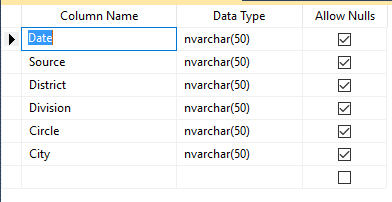 Column Name Data Type Allow Nulls
Date nvarchar(50)
Source nvarchar(50)
District nvarchar(50)
Division nvarchar(50)
Circle nvarchar(50)
City nvarchar(50)